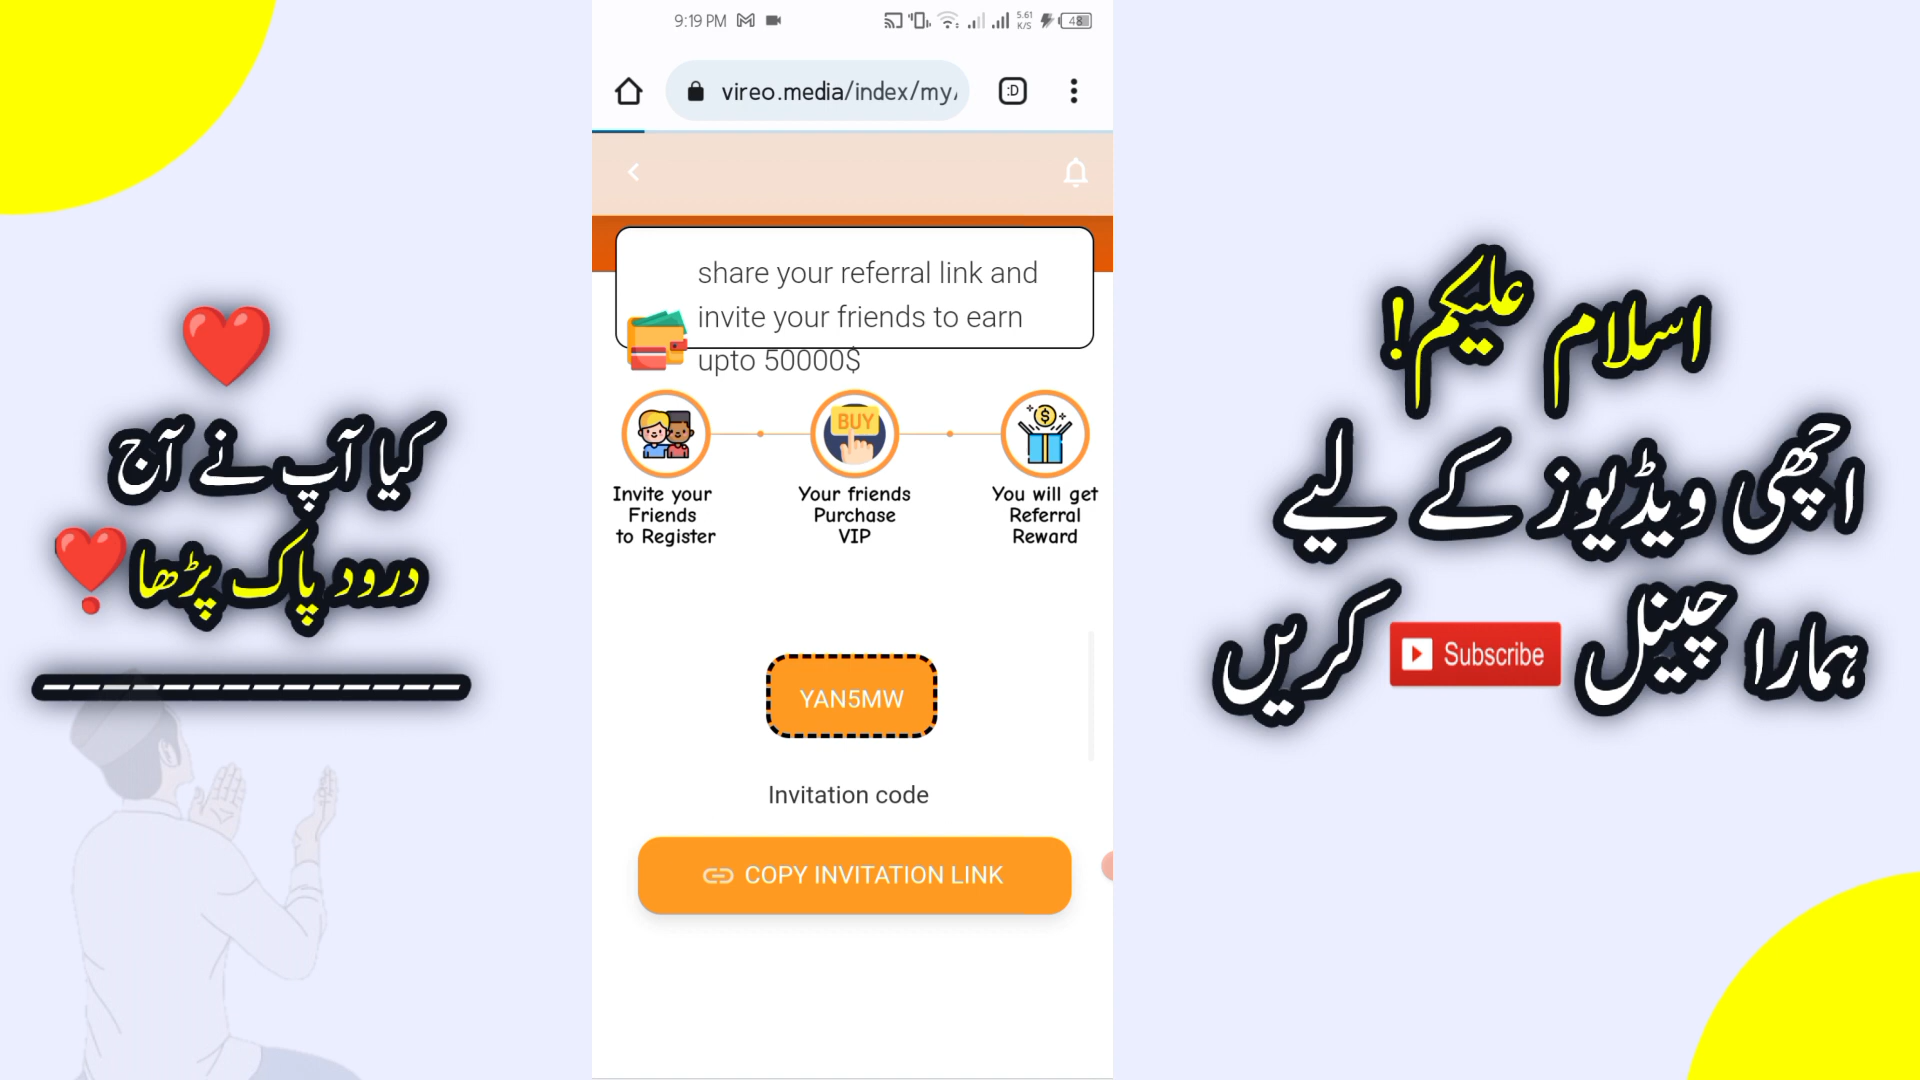 کیا آپ نے آج
درود پاک پڑھا
9:19 PM
5.61
K/S
48
vireo.media/index/my/
:D
share your referral link and
invite your friends to earn
upto 50000$
BUY
Invite your
Friends
to Register
Your friends
Purchase
VIP
You will get
Referral
Reward
YAN5MW
Invitation code
COPY INVITATION LINK
اسلام علیکم!
اچھی ویڈیوز کے لیے
ہمارا چینل Subscribe کریں